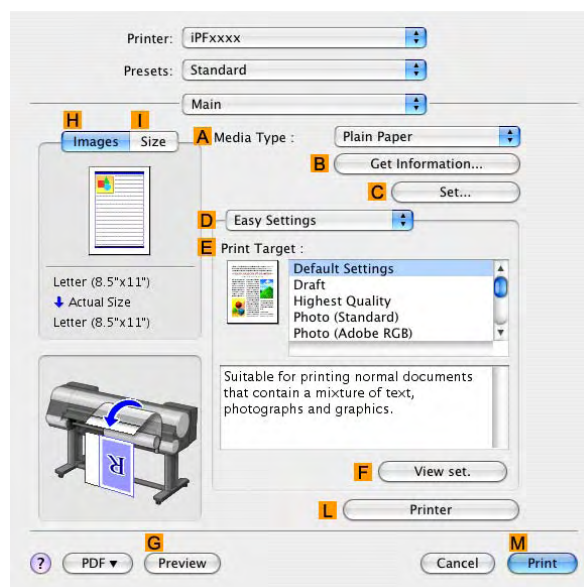 Printer: iPFxxxx
Presets: Standard
Main
H I
Images Size
A Media Type : Plain Paper
B Get Information...
C Set...
D Easy Settings
E Print Target :
Default Settings
Draft
Highest Quality
Photo (Standard)
Photo (Adobe RGB)
Letter (8.5"x11")
Actual Size
Letter (8.5"x11")
Suitable for printing normal documents
that contain a mixture of text,
photographs and graphics.
R
F View set.
L Printer
G M
? PDF Preview Cancel Print